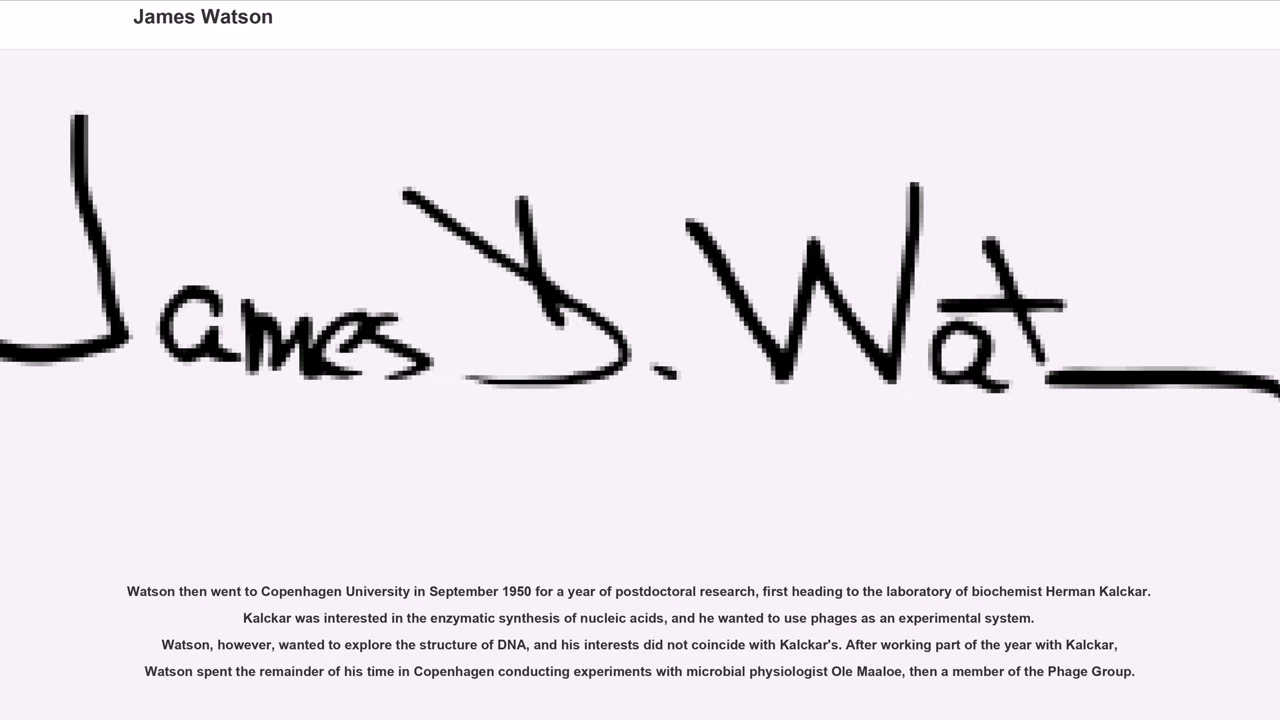 James Watson
James D. Wat
Watson then went to Copenhagen University in September 1950 for a year of postdoctoral research, first heading to the laboratory of biochemist Herman Kalckar.
Kalckar was interested in the enzymatic synthesis of nucleic acids, and he wanted to use phages as an experimental system.
Watson, however, wanted to explore the structure of DNA, and his interests did not coincide with Kalckar's. After working part of the year with Kalckar,
Watson spent the remainder of his time in Copenhagen conducting experiments with microbial physiologist Ole Maaloe, then a member of the Phage Group.